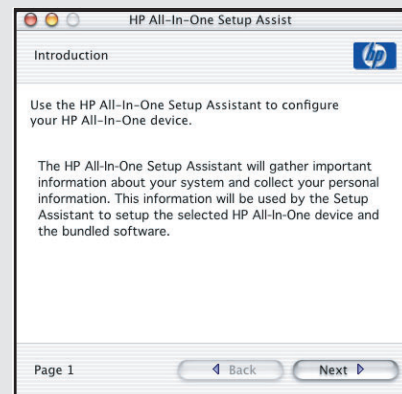 HP All-In-One Setup Assist
Introduction
hp
Use the HP All-In-One Setup Assistant to configure
your HP All-In-One device.
The HP All-In-One Setup Assistant will gather important
information about your system and collect your personal
information. This information will be used by the Setup
Assistant to setup the selected HP All-In-One device and
the bundled software.
Page 1
Back
Next